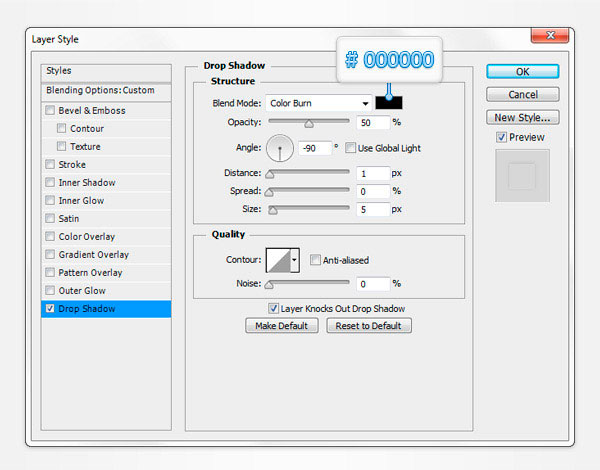 Layer Style
Styles
Blending Options: Custom
Bevel & Emboss
Contour
Texture
Stroke
Inner Shadow
Inner Glow
Satin
Color Overlay
Gradient Overlay
Pattern Overlay
Outer Glow
Drop Shadow
Drop Shadow
Structure
# 000000
Blend Mode: Color Burn
Opacity: 50 %
Angle: -90 ° Use Global Light
Distance: 1 px
Spread: 0 %
Size: 5 px
Quality
Contour: Anti-aliased
Noise: 0 %
Layer Knocks Out Drop Shadow
Make Default Reset to Default
OK
Cancel
New Style...
Preview